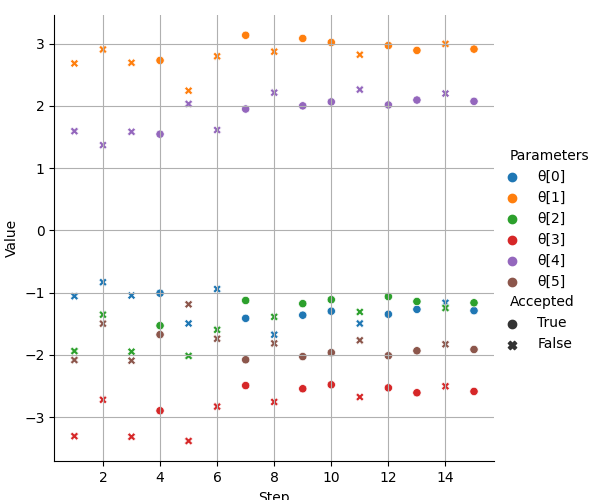 3
2
1
0
−1
−2
−3
Value
2
4
6
8
10
12
14
Step
Parameters
θ[0]
θ[1]
θ[2]
θ[3]
θ[4]
θ[5]
Accepted
True
False